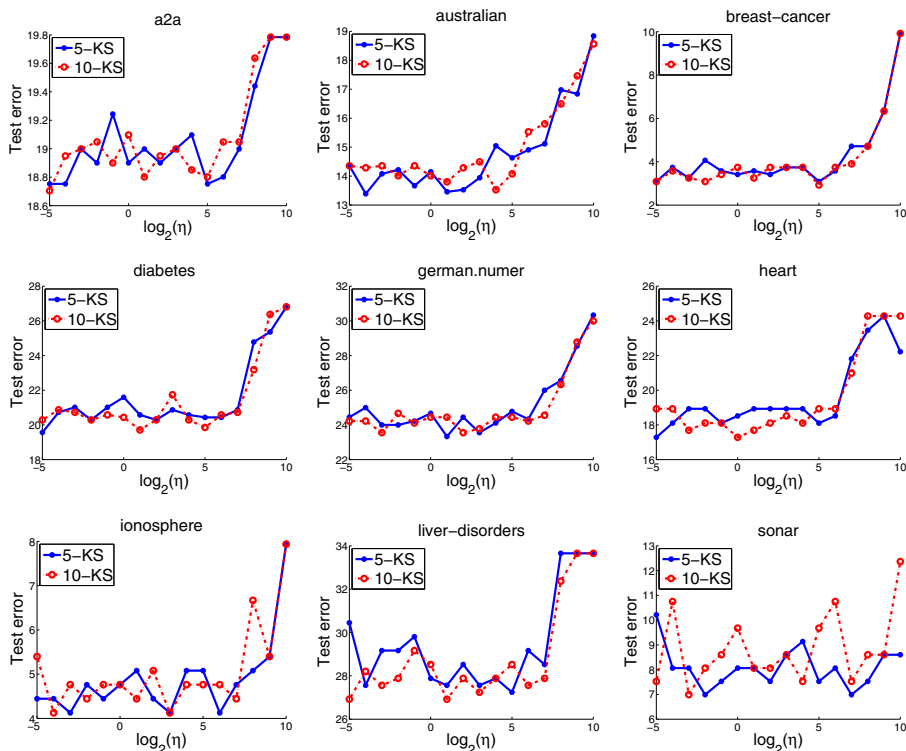 a2a
19.8
19.6
19.4
19.2
19
18.8
18.6
Test error
5-KS
10-KS
-5
0
5
10
log2(η)
australian
19
18
17
16
15
14
13
12
Test error
5-KS
10-KS
-5
0
5
10
log2(η)
breast-cancer
10
8
6
4
2
Test error
5-KS
10-KS
-5
0
5
10
log2(η)
diabetes
28
26
24
22
20
18
Test error
5-KS
10-KS
-5
0
5
10
log2(η)
german.numer
32
30
28
26
24
22
Test error
5-KS
10-KS
-5
0
5
10
log2(η)
heart
26
24
22
20
18
16
Test error
5-KS
10-KS
-5
0
5
10
log2(η)
ionosphere
8
7
6
5
4
Test error
5-KS
10-KS
-5
0
5
10
log2(η)
liver-disorders
34
32
30
28
26
Test error
5-KS
10-KS
-5
0
5
10
log2(η)
sonar
13
12
11
10
9
8
7
6
Test error
5-KS
10-KS
-5
0
5
10
log2(η)